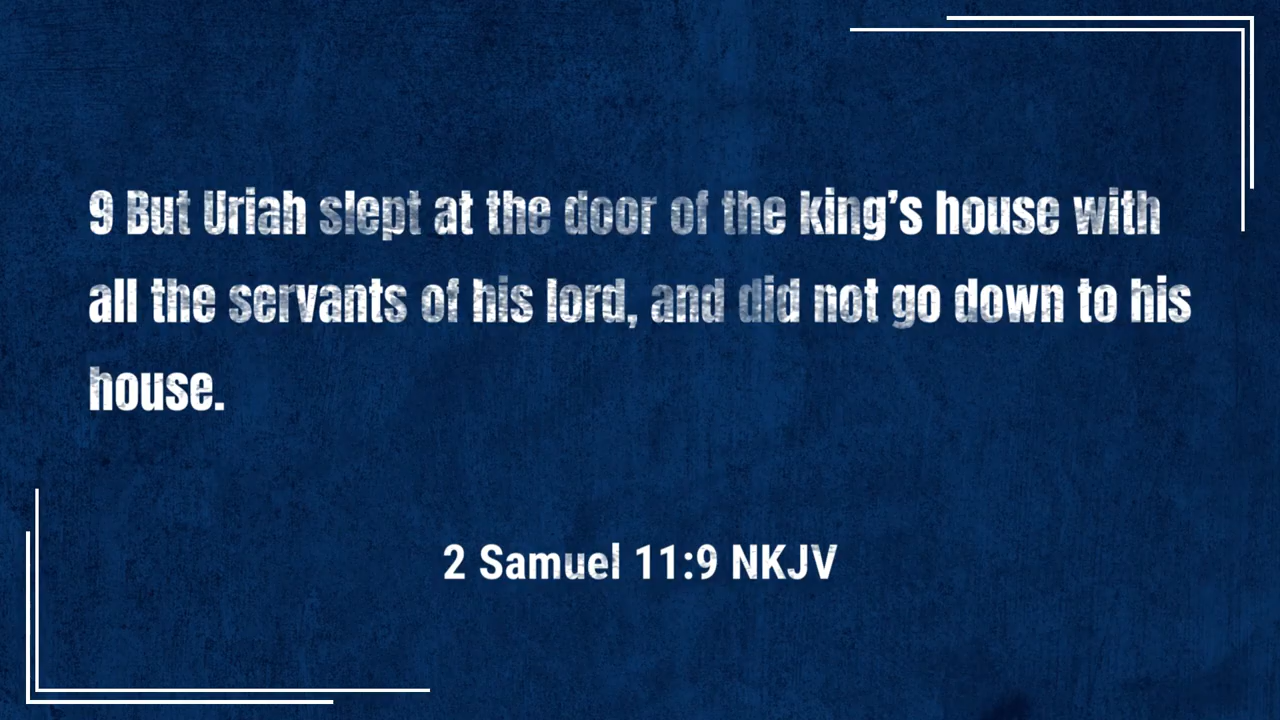 9 But Uriah slept at the door of the king’s house with
all the servants of his lord, and did not go down to his
house.
2 Samuel 11:9 NKJV